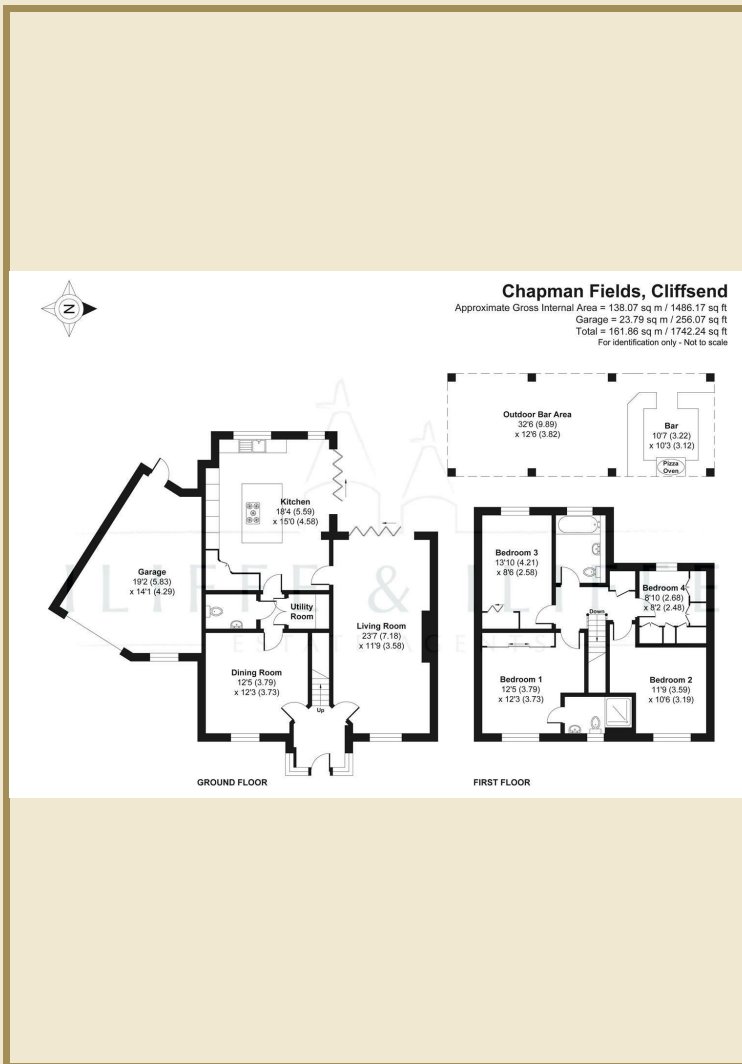 Chapman Fields, Cliffsend
Approximate Gross Internal Area = 138.07 sq m / 1486.17 sq ft
Garage = 23.79 sq m / 256.07 sq ft
Total = 161.86 sq m / 1742.24 sq ft
For identification only - Not to scale
N
Outdoor Bar Area
32'6 (9.89)
x 12'6 (3.82)
Bar
10'7 (3.22)
x 10'3 (3.12)
Pizza
Oven
Kitchen
18'4 (5.59)
x 15'0 (4.58)
Garage
19'2 (5.83)
x 14'1 (4.29)
Utility
Room
Living Room
23'7 (7.18)
x 11'9 (3.58)
Dining Room
12'5 (3.79)
x 12'3 (3.73)
Up
GROUND FLOOR
Bedroom 3
13'10 (4.21)
x 8'6 (2.58)
Bedroom 4
8'10 (2.68)
x 8'2 (2.48)
Down
Bedroom 1
12'5 (3.79)
x 12'3 (3.73)
Bedroom 2
11'9 (3.59)
x 10'6 (3.19)
FIRST FLOOR
ILIFFE & ILIFFE
ESTATE AGENTS